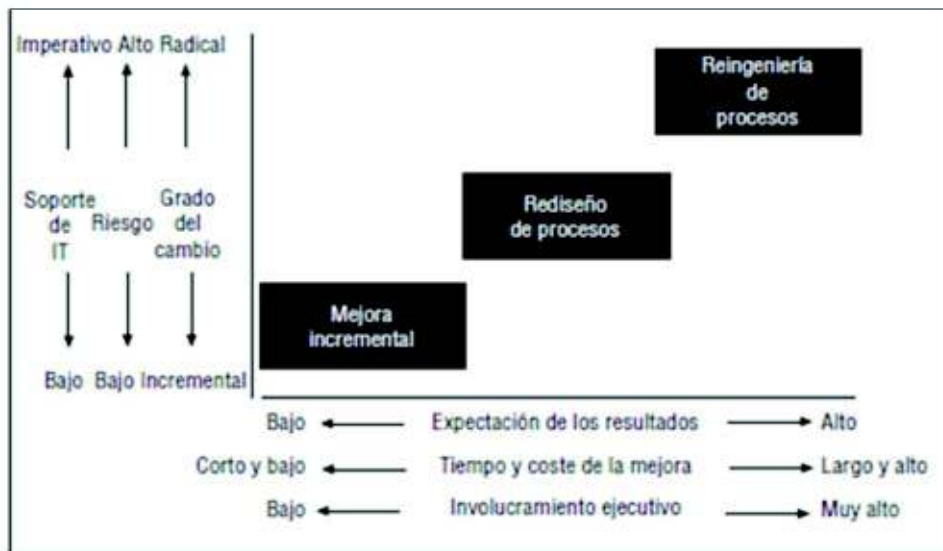 Imperativo Alto Radical
Reingeniería
de
procesos
Soporte
de
IT
Riesgo
Grado
del
cambio
Rediseño
de procesos
Mejora
incremental
Bajo Bajo Incremental
Bajo Expectación de los resultados Alto
Corto y bajo Tiempo y coste de la mejora Largo y alto
Bajo Involucramiento ejecutivo Muy alto